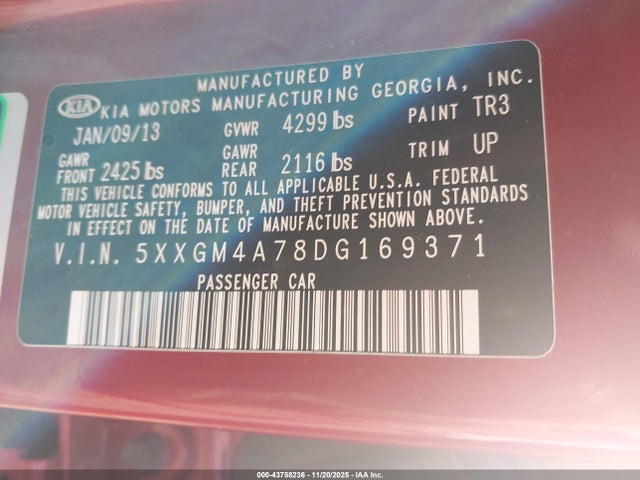 MANUFACTURED BY
KIA KIA MOTORS MANUFACTURING GEORGIA, INC.
JAN/09/13 GVWR 4299 lbs PAINT TR3
GAWR FRONT 2425 lbs GAWR REAR 2116 lbs TRIM UP
THIS VEHICLE CONFORMS TO ALL APPLICABLE U.S.A. FEDERAL
MOTOR VEHICLE SAFETY, BUMPER, AND THEFT PREVENTION STANDARDS
IN EFFECT ON THE DATE OF MANUFACTURE SHOWN ABOVE.
V.I.N. 5XXGM4A78DG169371
PASSENGER CAR
000-43758236 - 11/20/2025 - IAA Inc.